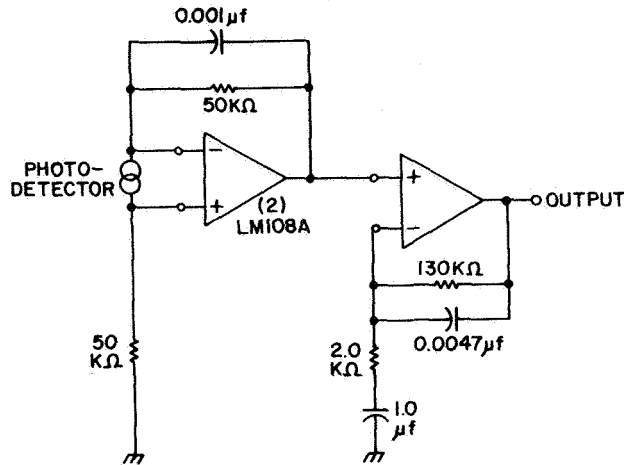 0.001µf
50KΩ
PHOTO-
DETECTOR
−
+
(2)
LM108A
+
−
OUTPUT
130KΩ
0.0047µf
50
KΩ
2.0
KΩ
1.0
µf